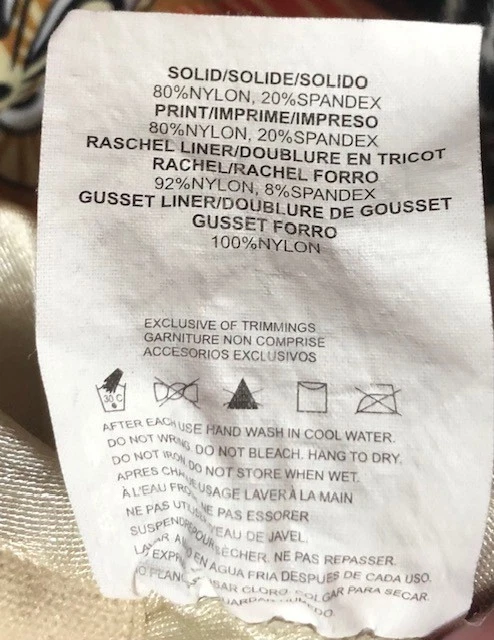 SOLID/SOLIDE/SOLIDO
80%NYLON, 20%SPANDEX
PRINT/IMPRIME/IMPRESO
80%NYLON, 20%SPANDEX
RASCHEL LINER/DOUBLURE EN TRICOT
RACHEL/RACHEL FORRO
92%NYLON, 8%SPANDEX
GUSSET LINER/DOUBLURE DE GOUSSET
GUSSET FORRO
100%NYLON
EXCLUSIVE OF TRIMMINGS
GARNITURE NON COMPRISE
ACCESORIOS EXCLUSIVOS
30 C
AFTER EACH USE HAND WASH IN COOL WATER.
DO NOT WRING. DO NOT BLEACH. HANG TO DRY.
DO NOT IRON DO NOT STORE WHEN WET.
APRES USAGE LAVER À LA MAIN
À L'EAU PAS ESSORER
NE PAS D'EAU DE JAVEL.
SÉCHER. NE PAS REPASSER.
EN AGUA FRIA DESPUES DE CADA USO.
CLORO. COLGAR PARA SECAR.